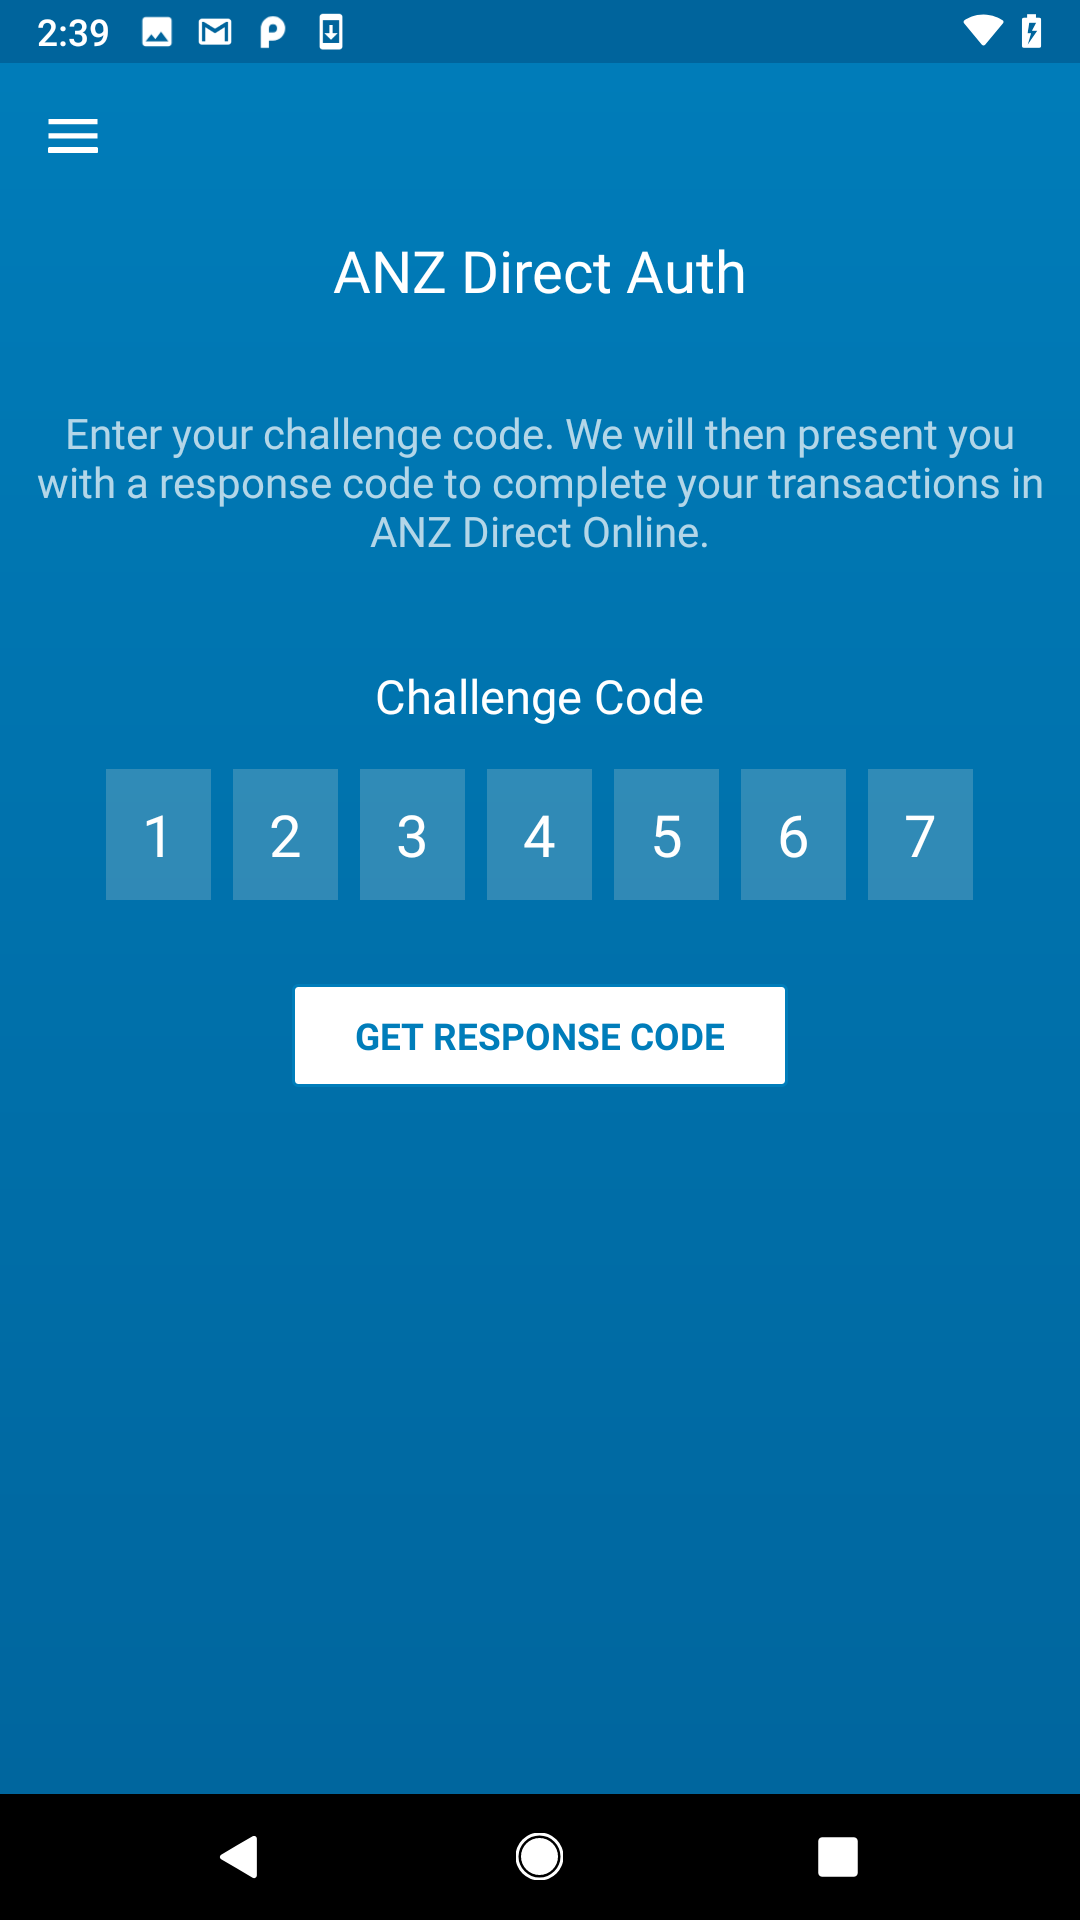 2:39
ANZ Direct Auth
Enter your challenge code. We will then present you
with a response code to complete your transactions in
ANZ Direct Online.
Challenge Code
1 2 3 4 5 6 7
GET RESPONSE CODE